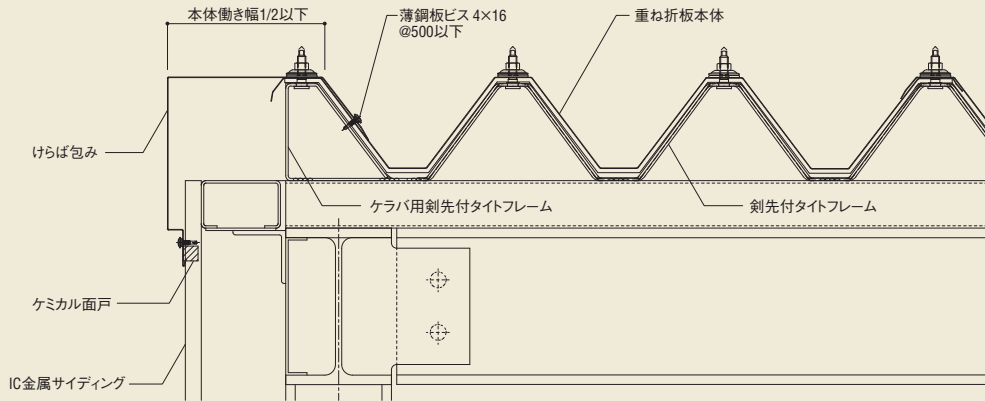 本体働き幅1/2以下
薄鋼板ビス 4×16
@500以下
重ね折板本体
けらば包み
ケラバ用剣先付タイトフレーム
剣先付タイトフレーム
ケミカル面戸
IC金属サイディング